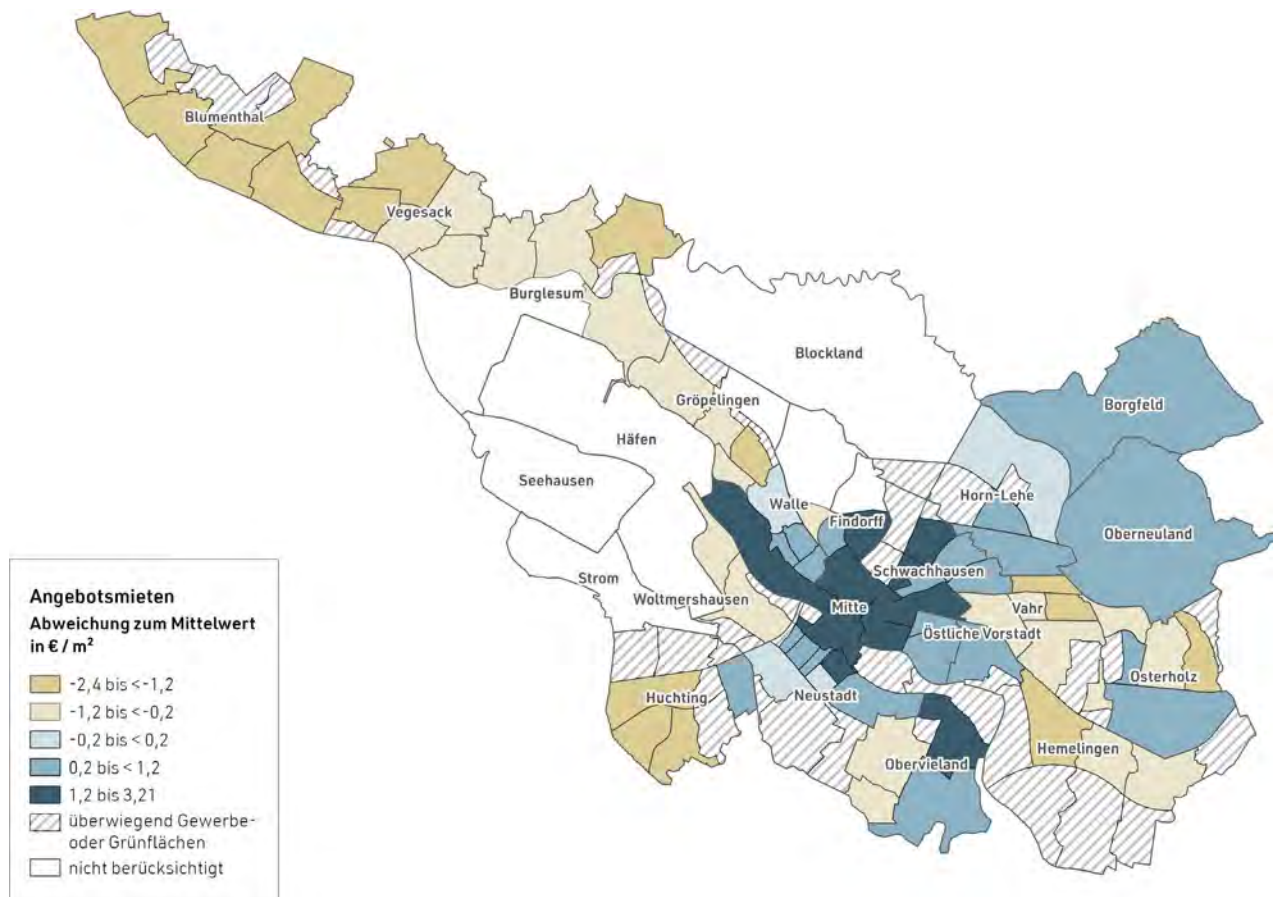 Blumenthal
Vegesack
Burglesum
Blockland
Gröpelingen
Borgfeld
Häfen
Seehausen
Walle
Horn-Lehe
Findorff
Oberneuland
Strom
Schwachhausen
Woltmershausen
Mitte
Vahr
Östliche Vorstadt
Osterholz
Huchting
Neustadt
Hemelingen
Obervieland
Angebotsmieten
Abweichung zum Mittelwert
in € / m²
-2,4 bis <-1,2
-1,2 bis <-0,2
-0,2 bis < 0,2
0,2 bis < 1,2
1,2 bis 3,21
überwiegend Gewerbe-
oder Grünflächen
nicht berücksichtigt